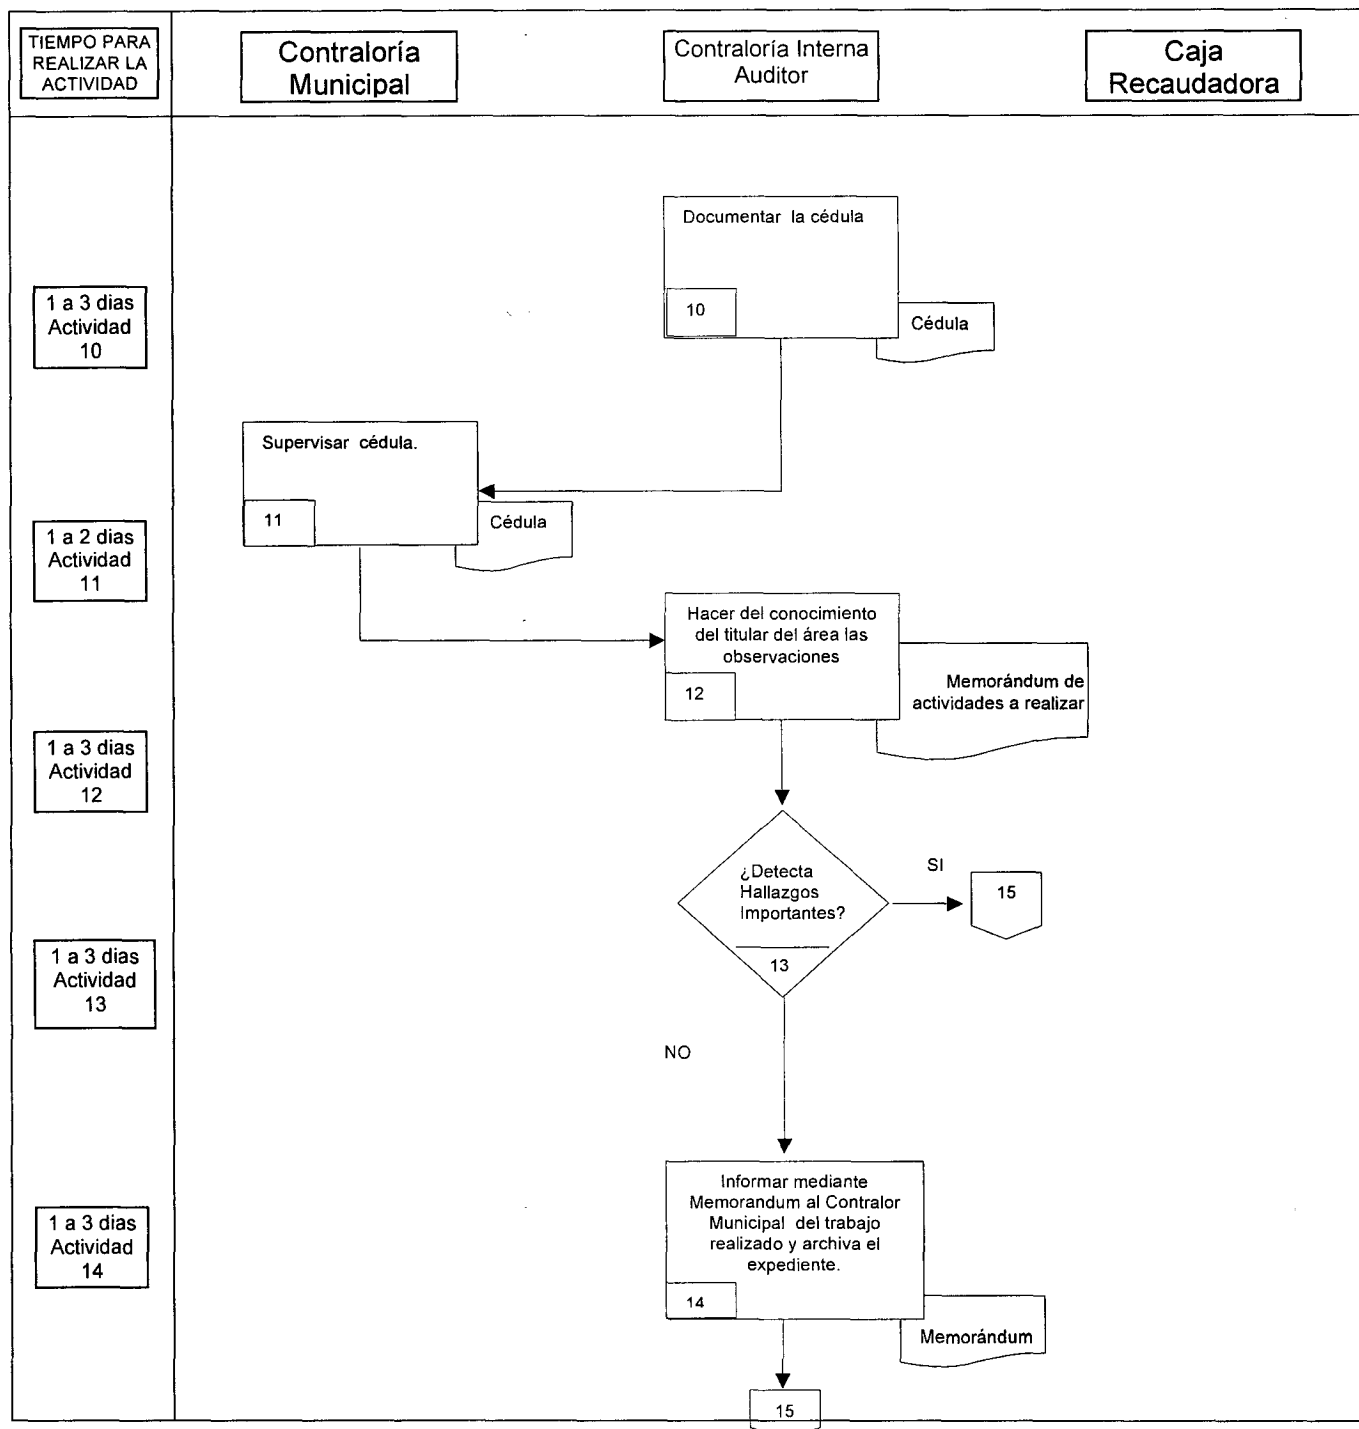 TIEMPO PARA
REALIZAR LA
ACTIVIDAD
Contraloría
Municipal
Contraloría Interna
Auditor
Caja
Recaudadora
Documentar la cédula
10
Cédula
1 a 3 dias
Actividad
10
Supervisar cédula.
11
Cédula
1 a 2 dias
Actividad
11
Hacer del conocimiento
del titular del área las
observaciones
12
Memorándum de
actividades a realizar
1 a 3 dias
Actividad
12
¿Detecta
Hallazgos
Importantes?
13
SI
15
1 a 3 dias
Actividad
13
NO
Informar mediante
Memorandum al Contralor
Municipal del trabajo
realizado y archiva el
expediente.
14
Memorándum
1 a 3 dias
Actividad
14
15